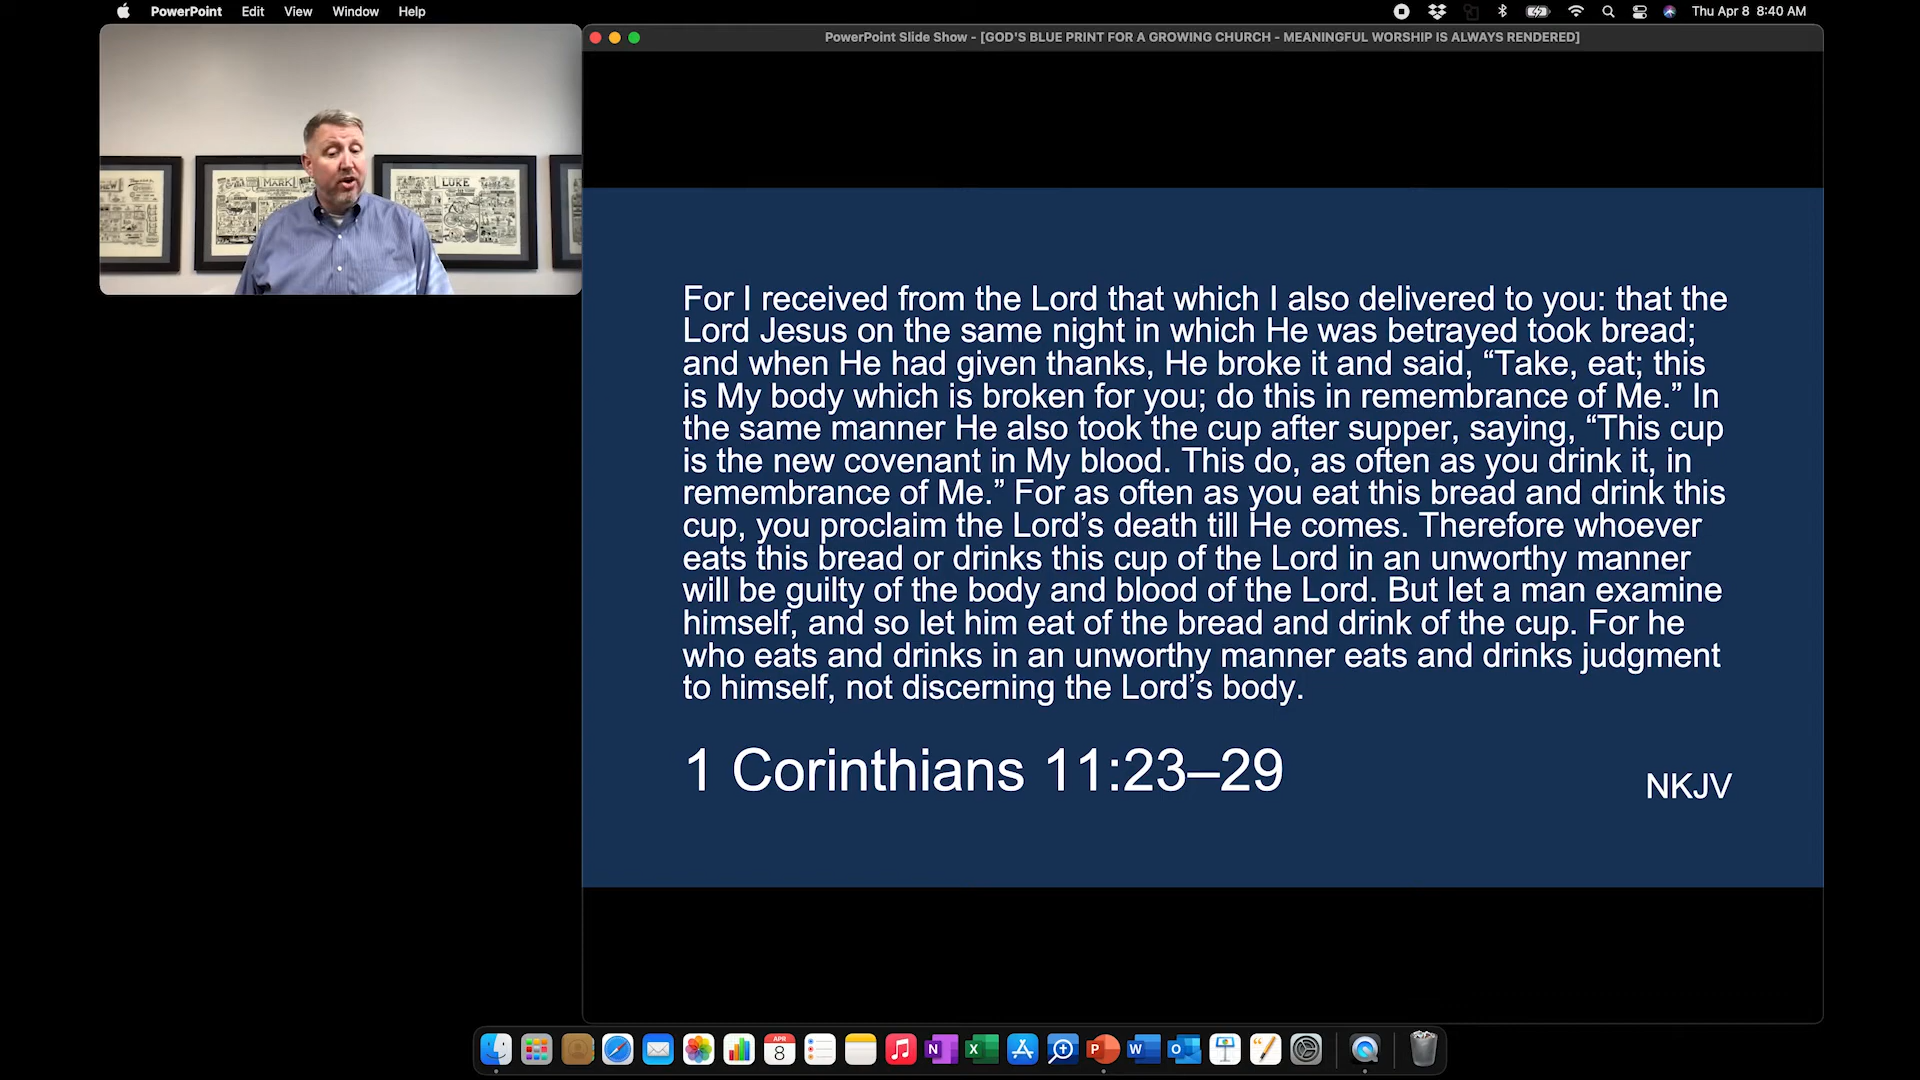 PowerPoint Edit View Window Help
Thu Apr 8 8:40 AM
PowerPoint Slide Show - [GOD'S BLUE PRINT FOR A GROWING CHURCH - MEANINGFUL WORSHIP IS ALWAYS RENDERED]
MARK
LUKE
For I received from the Lord that which I also delivered to you: that the
Lord Jesus on the same night in which He was betrayed took bread;
and when He had given thanks, He broke it and said, “Take, eat; this
is My body which is broken for you; do this in remembrance of Me.” In
the same manner He also took the cup after supper, saying, “This cup
is the new covenant in My blood. This do, as often as you drink it, in
remembrance of Me.” For as often as you eat this bread and drink this
cup, you proclaim the Lord’s death till He comes. Therefore whoever
eats this bread or drinks this cup of the Lord in an unworthy manner
will be guilty of the body and blood of the Lord. But let a man examine
himself, and so let him eat of the bread and drink of the cup. For he
who eats and drinks in an unworthy manner eats and drinks judgment
to himself, not discerning the Lord’s body.
1 Corinthians 11:23–29
NKJV
APR
8
N
X
P
W
O